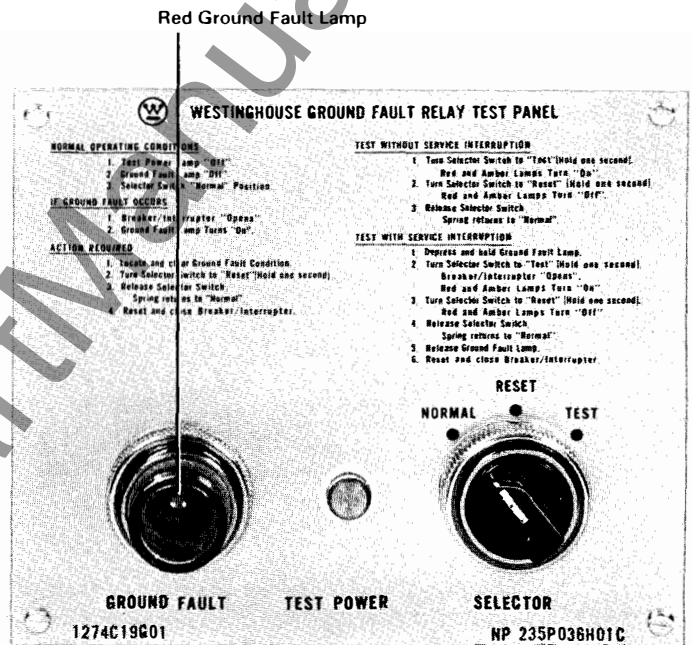 Red Ground Fault Lamp
W WESTINGHOUSE GROUND FAULT RELAY TEST PANEL
NORMAL OPERATING CONDITIONS
1. Test Power Lamp "Off"
2. Ground Fault Lamp "Off"
3. Selector Switch "Normal" Position
IF GROUND FAULT OCCURS
1. Breaker/Interrupter "Opens"
2. Ground Fault Lamp Turns "On".
ACTION REQUIRED
1. Locate and clear Ground Fault Condition.
2. Turn Selector Switch to "Reset" [Hold one second]
3. Release Selector Switch.
Spring returns to "Normal"
4. Reset and close Breaker/Interrupter.
TEST WITHOUT SERVICE INTERRUPTION
1. Turn Selector Switch to "Test" [Hold one second].
Red and Amber Lamps Turn "On".
2. Turn Selector Switch to "Reset" [Hold one second]
Red and Amber Lamps Turn "Off".
3. Release Selector Switch
Spring returns to "Normal".
TEST WITH SERVICE INTERRUPTION
1. Depress and hold Ground Fault Lamp.
2. Turn Selector Switch to "Test" [Hold one second].
Breaker/Interrupter "Opens".
Red and Amber Lamps Turn "On"
3. Turn Selector Switch to "Reset" [Hold one second].
Red and Amber Lamps Turn "Off"
4. Release Selector Switch.
Spring returns to "Normal"
5. Release Ground Fault Lamp.
6. Reset and close Breaker/Interrupter.
RESET
NORMAL TEST
GROUND FAULT TEST POWER SELECTOR
1274C19G01 NP 235P036H01C